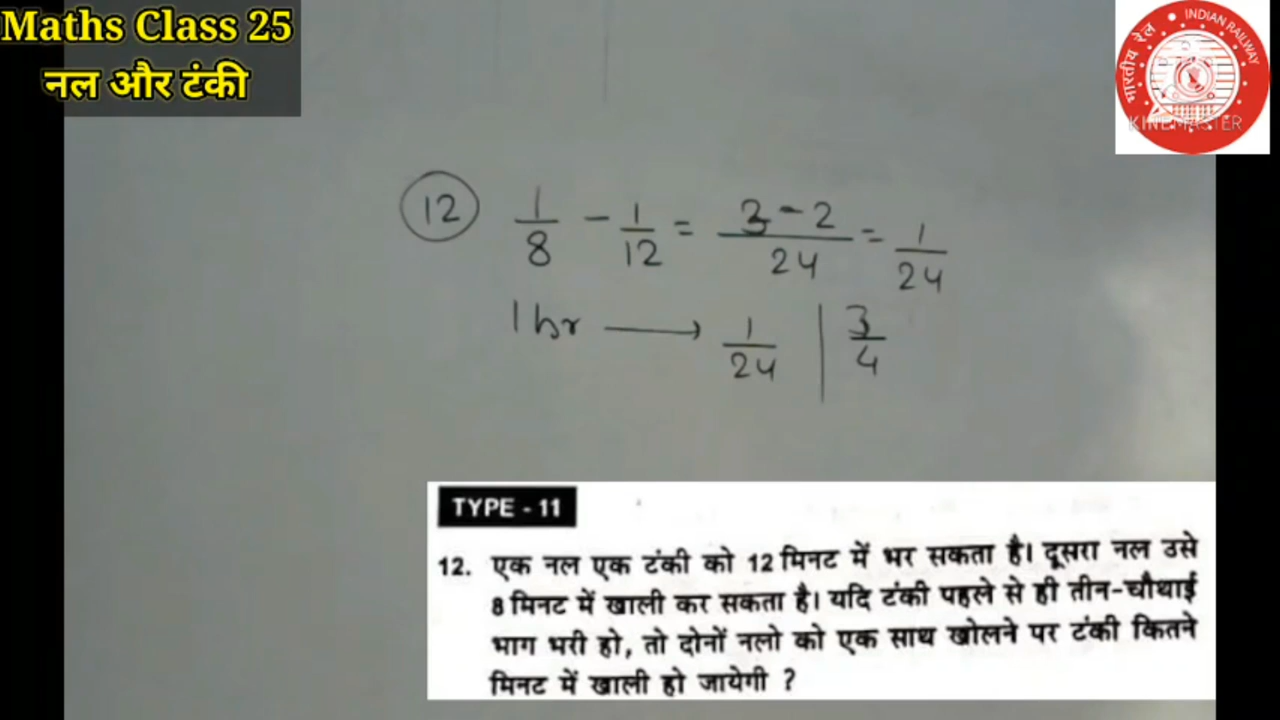 Maths Class 25
नल और टंकी
भारतीय रेल
INDIAN RAILWAY
KINEMASTER
12 1/8 - 1/12 = 3-2/24 = 1/24
1 hr → 1/24 | 3/4
TYPE - 11
12. एक नल एक टंकी को 12 मिनट में भर सकता है। दूसरा नल उसे
8 मिनट में खाली कर सकता है। यदि टंकी पहले से ही तीन-चौथाई
भाग भरी हो, तो दोनों नलो को एक साथ खोलने पर टंकी कितने
मिनट में खाली हो जायेगी ?